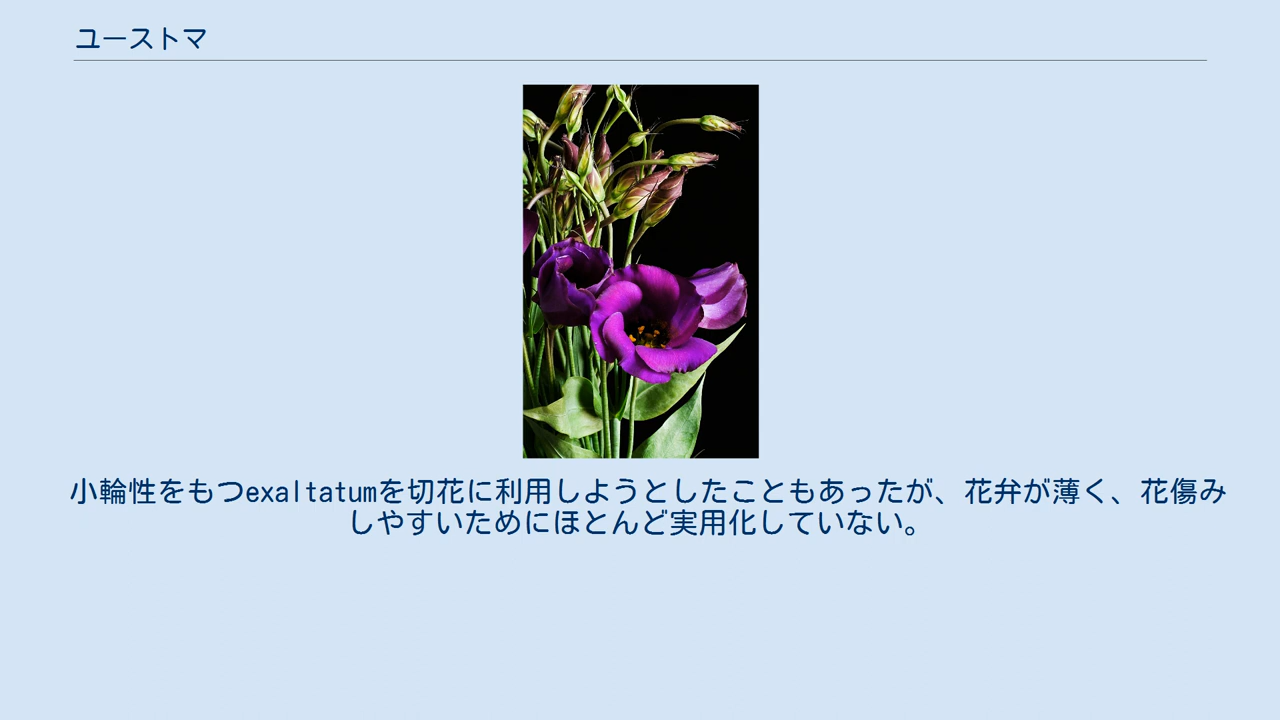 ユーストマ
小輪性をもつexaltatumを切花に利用しようとしたこともあったが、花弁が薄く、花傷み
しやすいためにほとんど実用化していない。